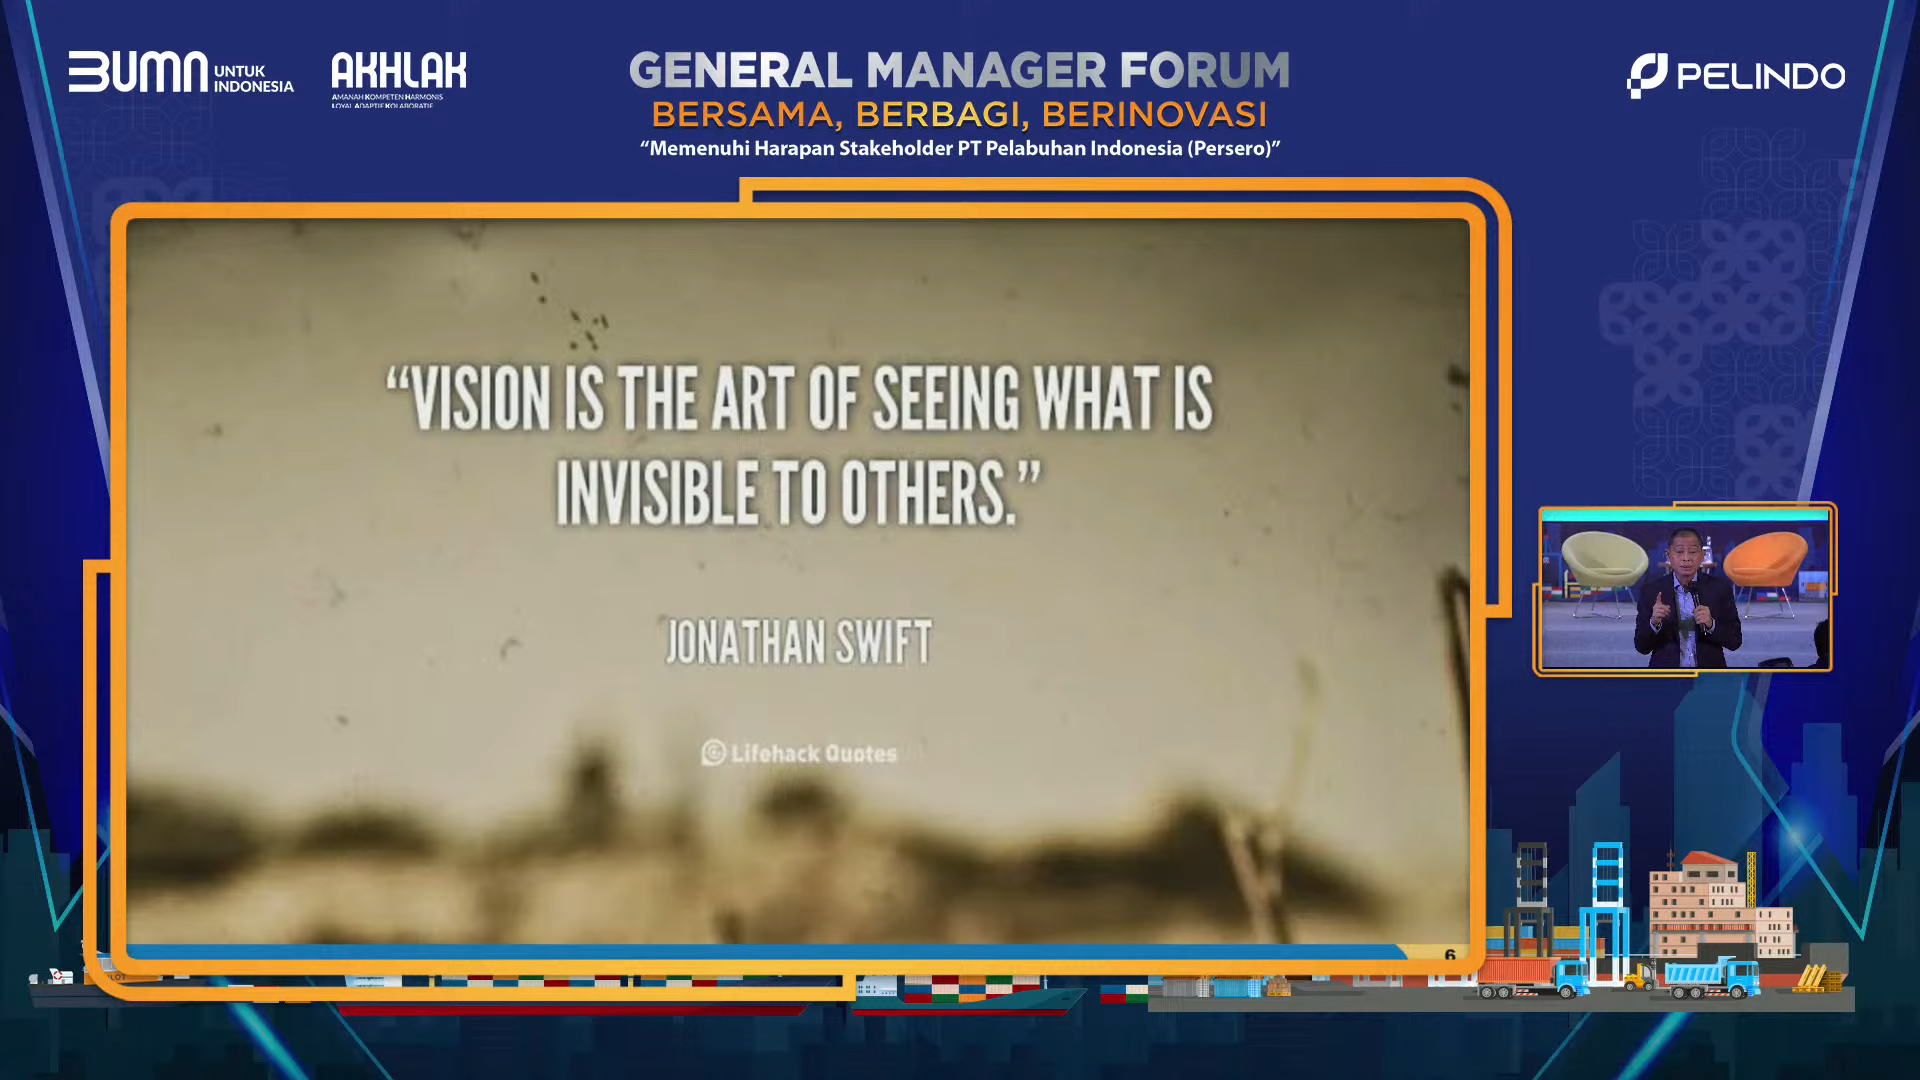 BUMN UNTUK
INDONESIA
AKHLAK
AMANAH KOMPETEN HARMONIS
LOYAL ADAPTIF KOLABORATIF
GENERAL MANAGER FORUM
BERSAMA, BERBAGI, BERINOVASI
“Memenuhi Harapan Stakeholder PT Pelabuhan Indonesia (Persero)”
PELINDO
“VISION IS THE ART OF SEEING WHAT IS
INVISIBLE TO OTHERS.”
JONATHAN SWIFT
Lifehack Quotes
6